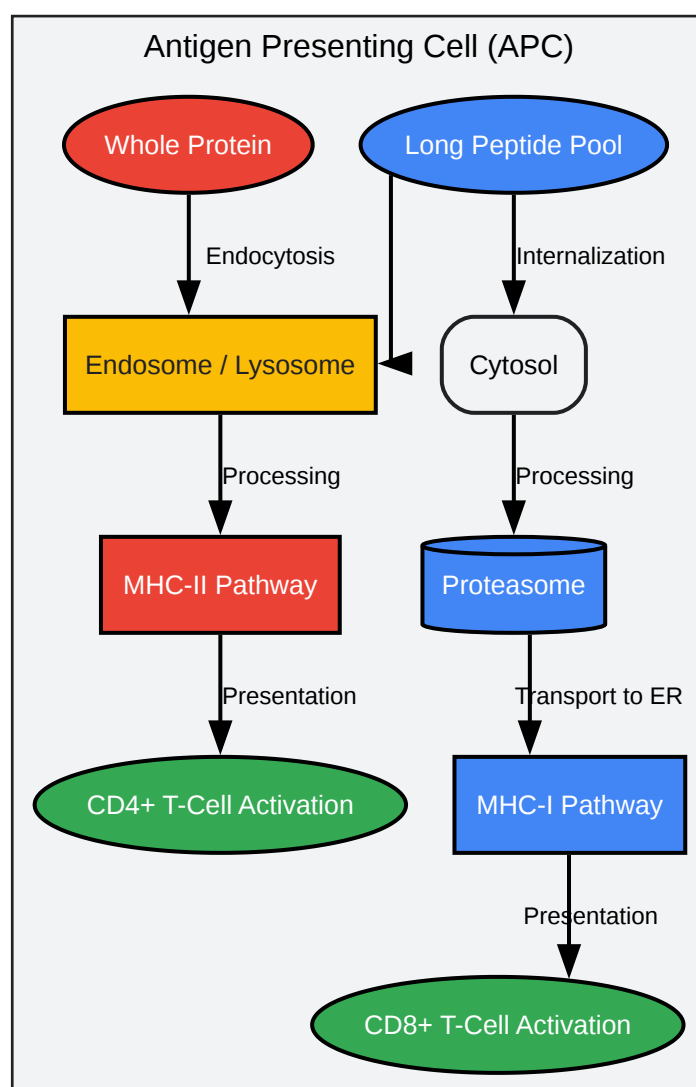 Antigen Presenting Cell (APC)
Whole Protein
Long Peptide Pool
Endocytosis
Internalization
Endosome / Lysosome
Cytosol
Processing
Processing
MHC-II Pathway
Proteasome
Presentation
Transport to ER
CD4+ T-Cell Activation
MHC-I Pathway
Presentation
CD8+ T-Cell Activation